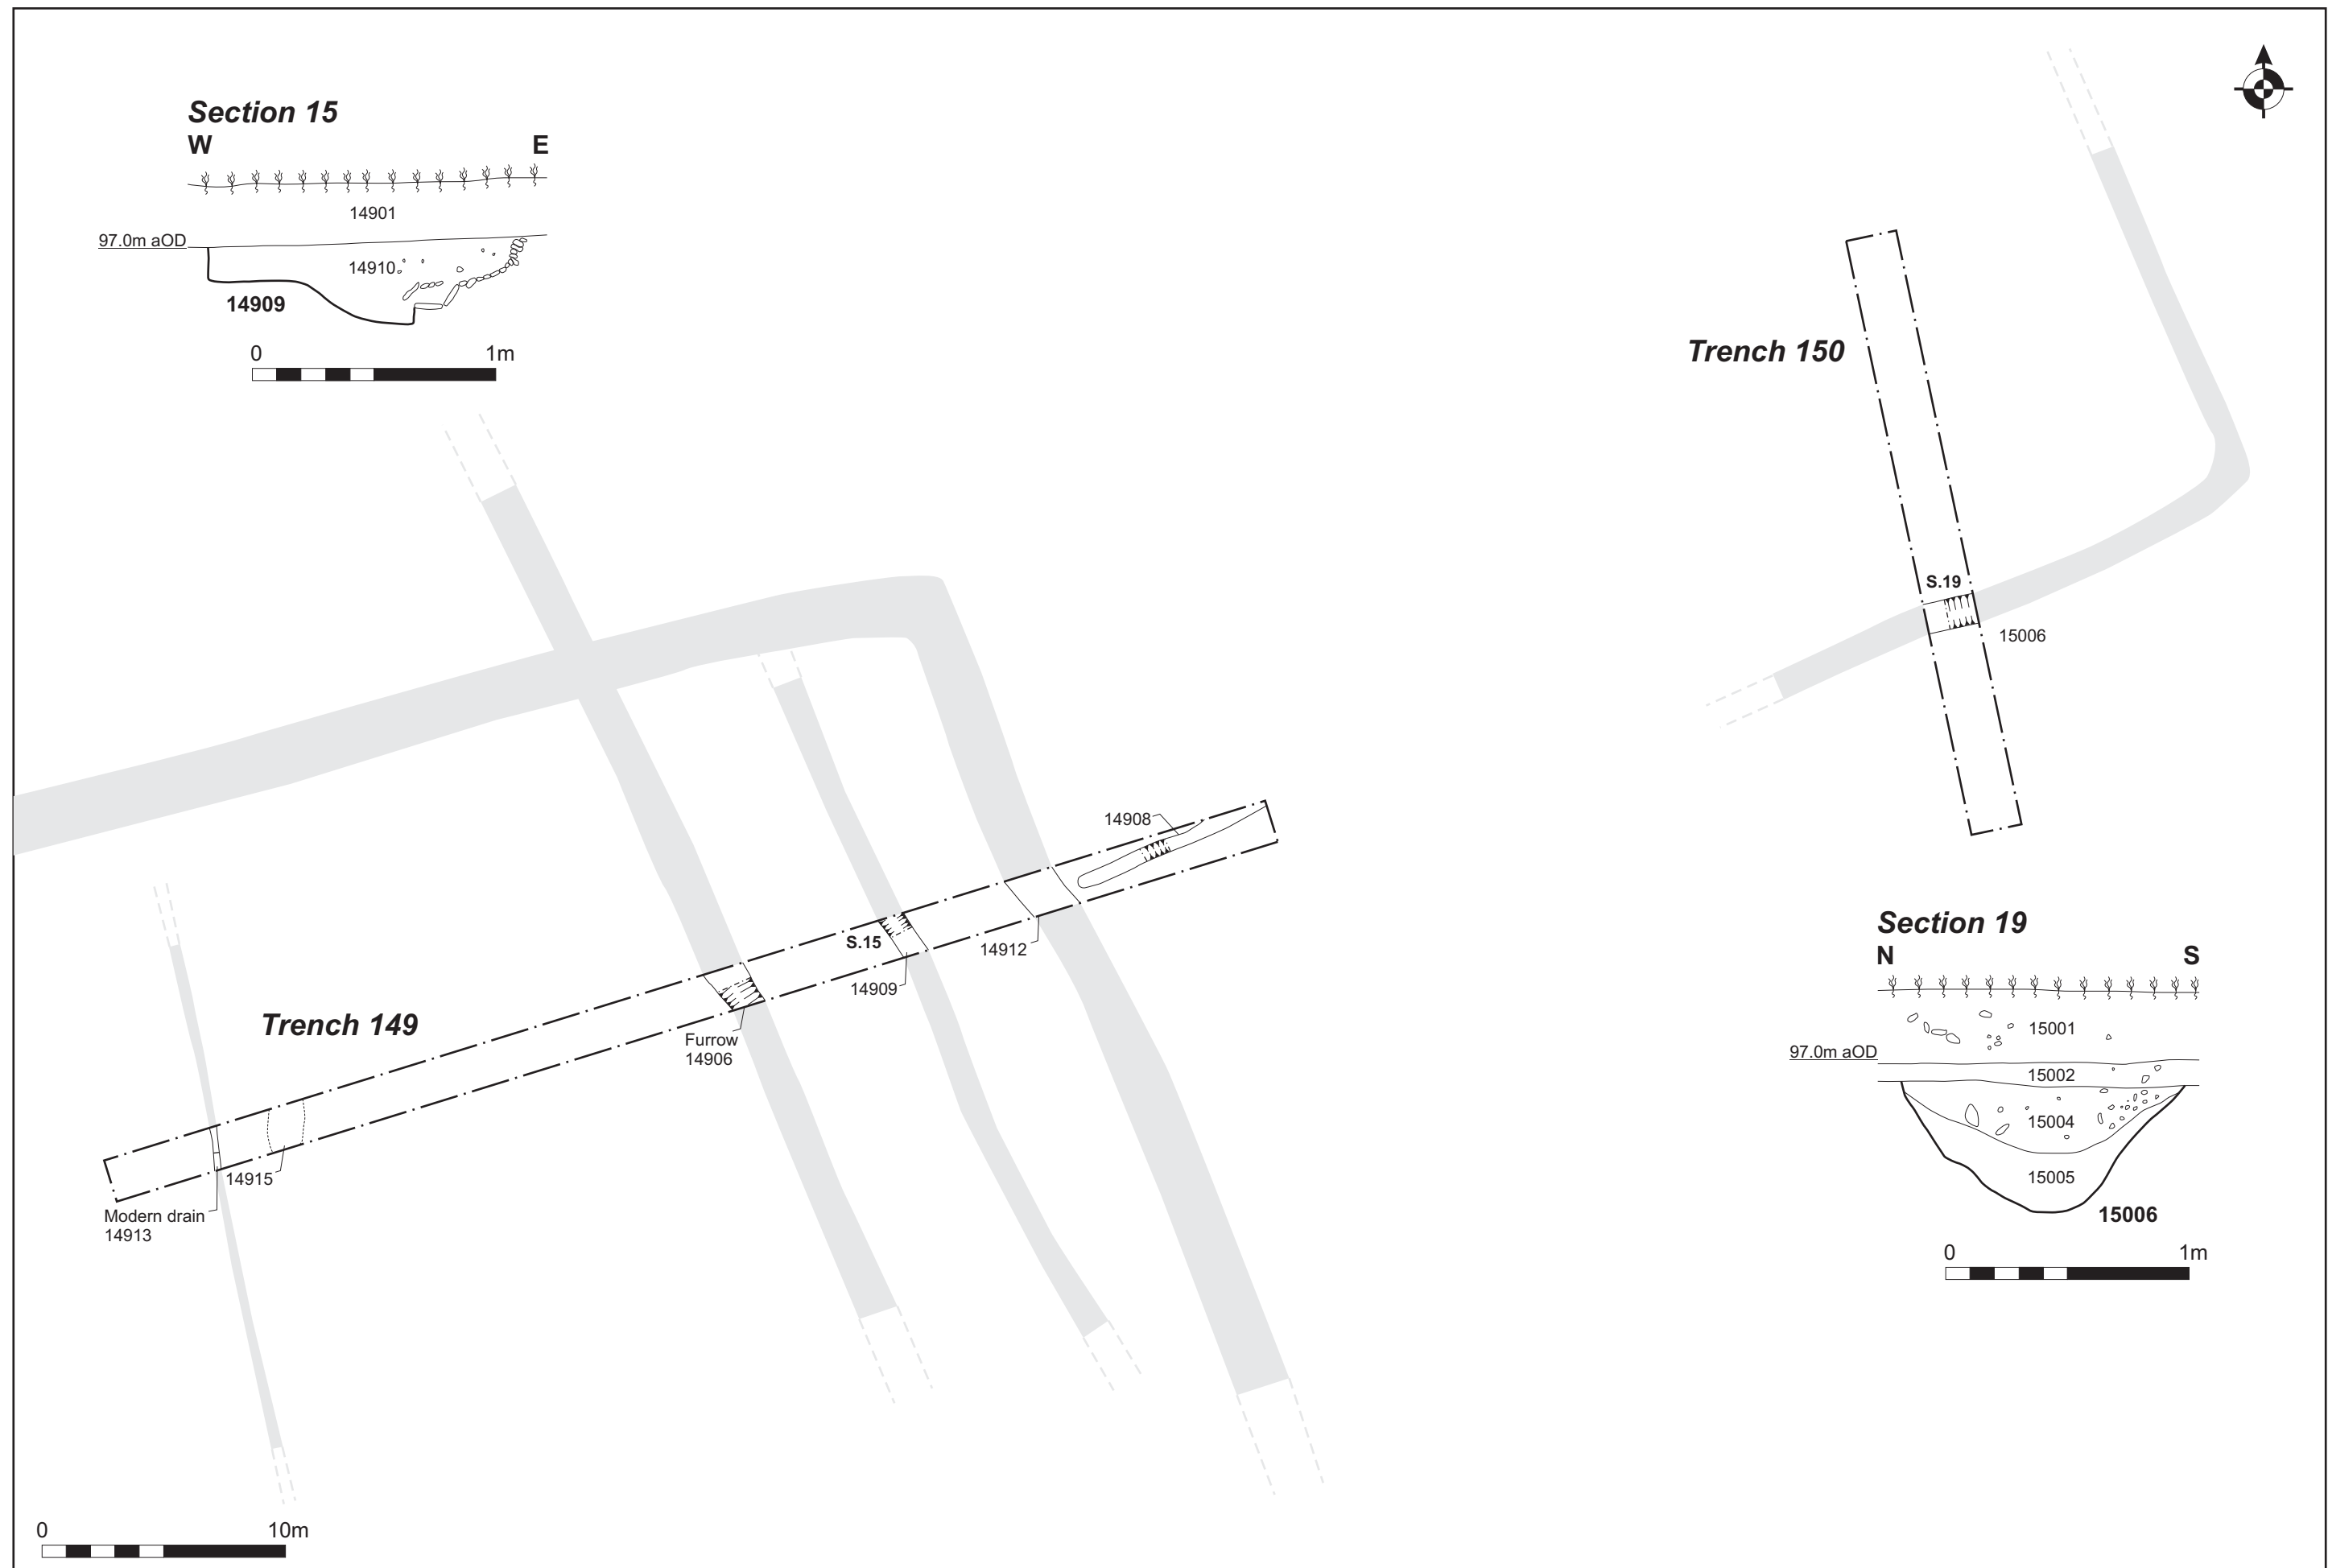 Section 15
W E
14901
97.0m aOD
14910
14909
0 1m
Trench 150
S.19
15006
14908
S.15
14912
14909
Trench 149
Furrow
14906
14915
Modern drain
14913
0 10m
Section 19
N S
15001
97.0m aOD
15002
15004
15005
15006
0 1m